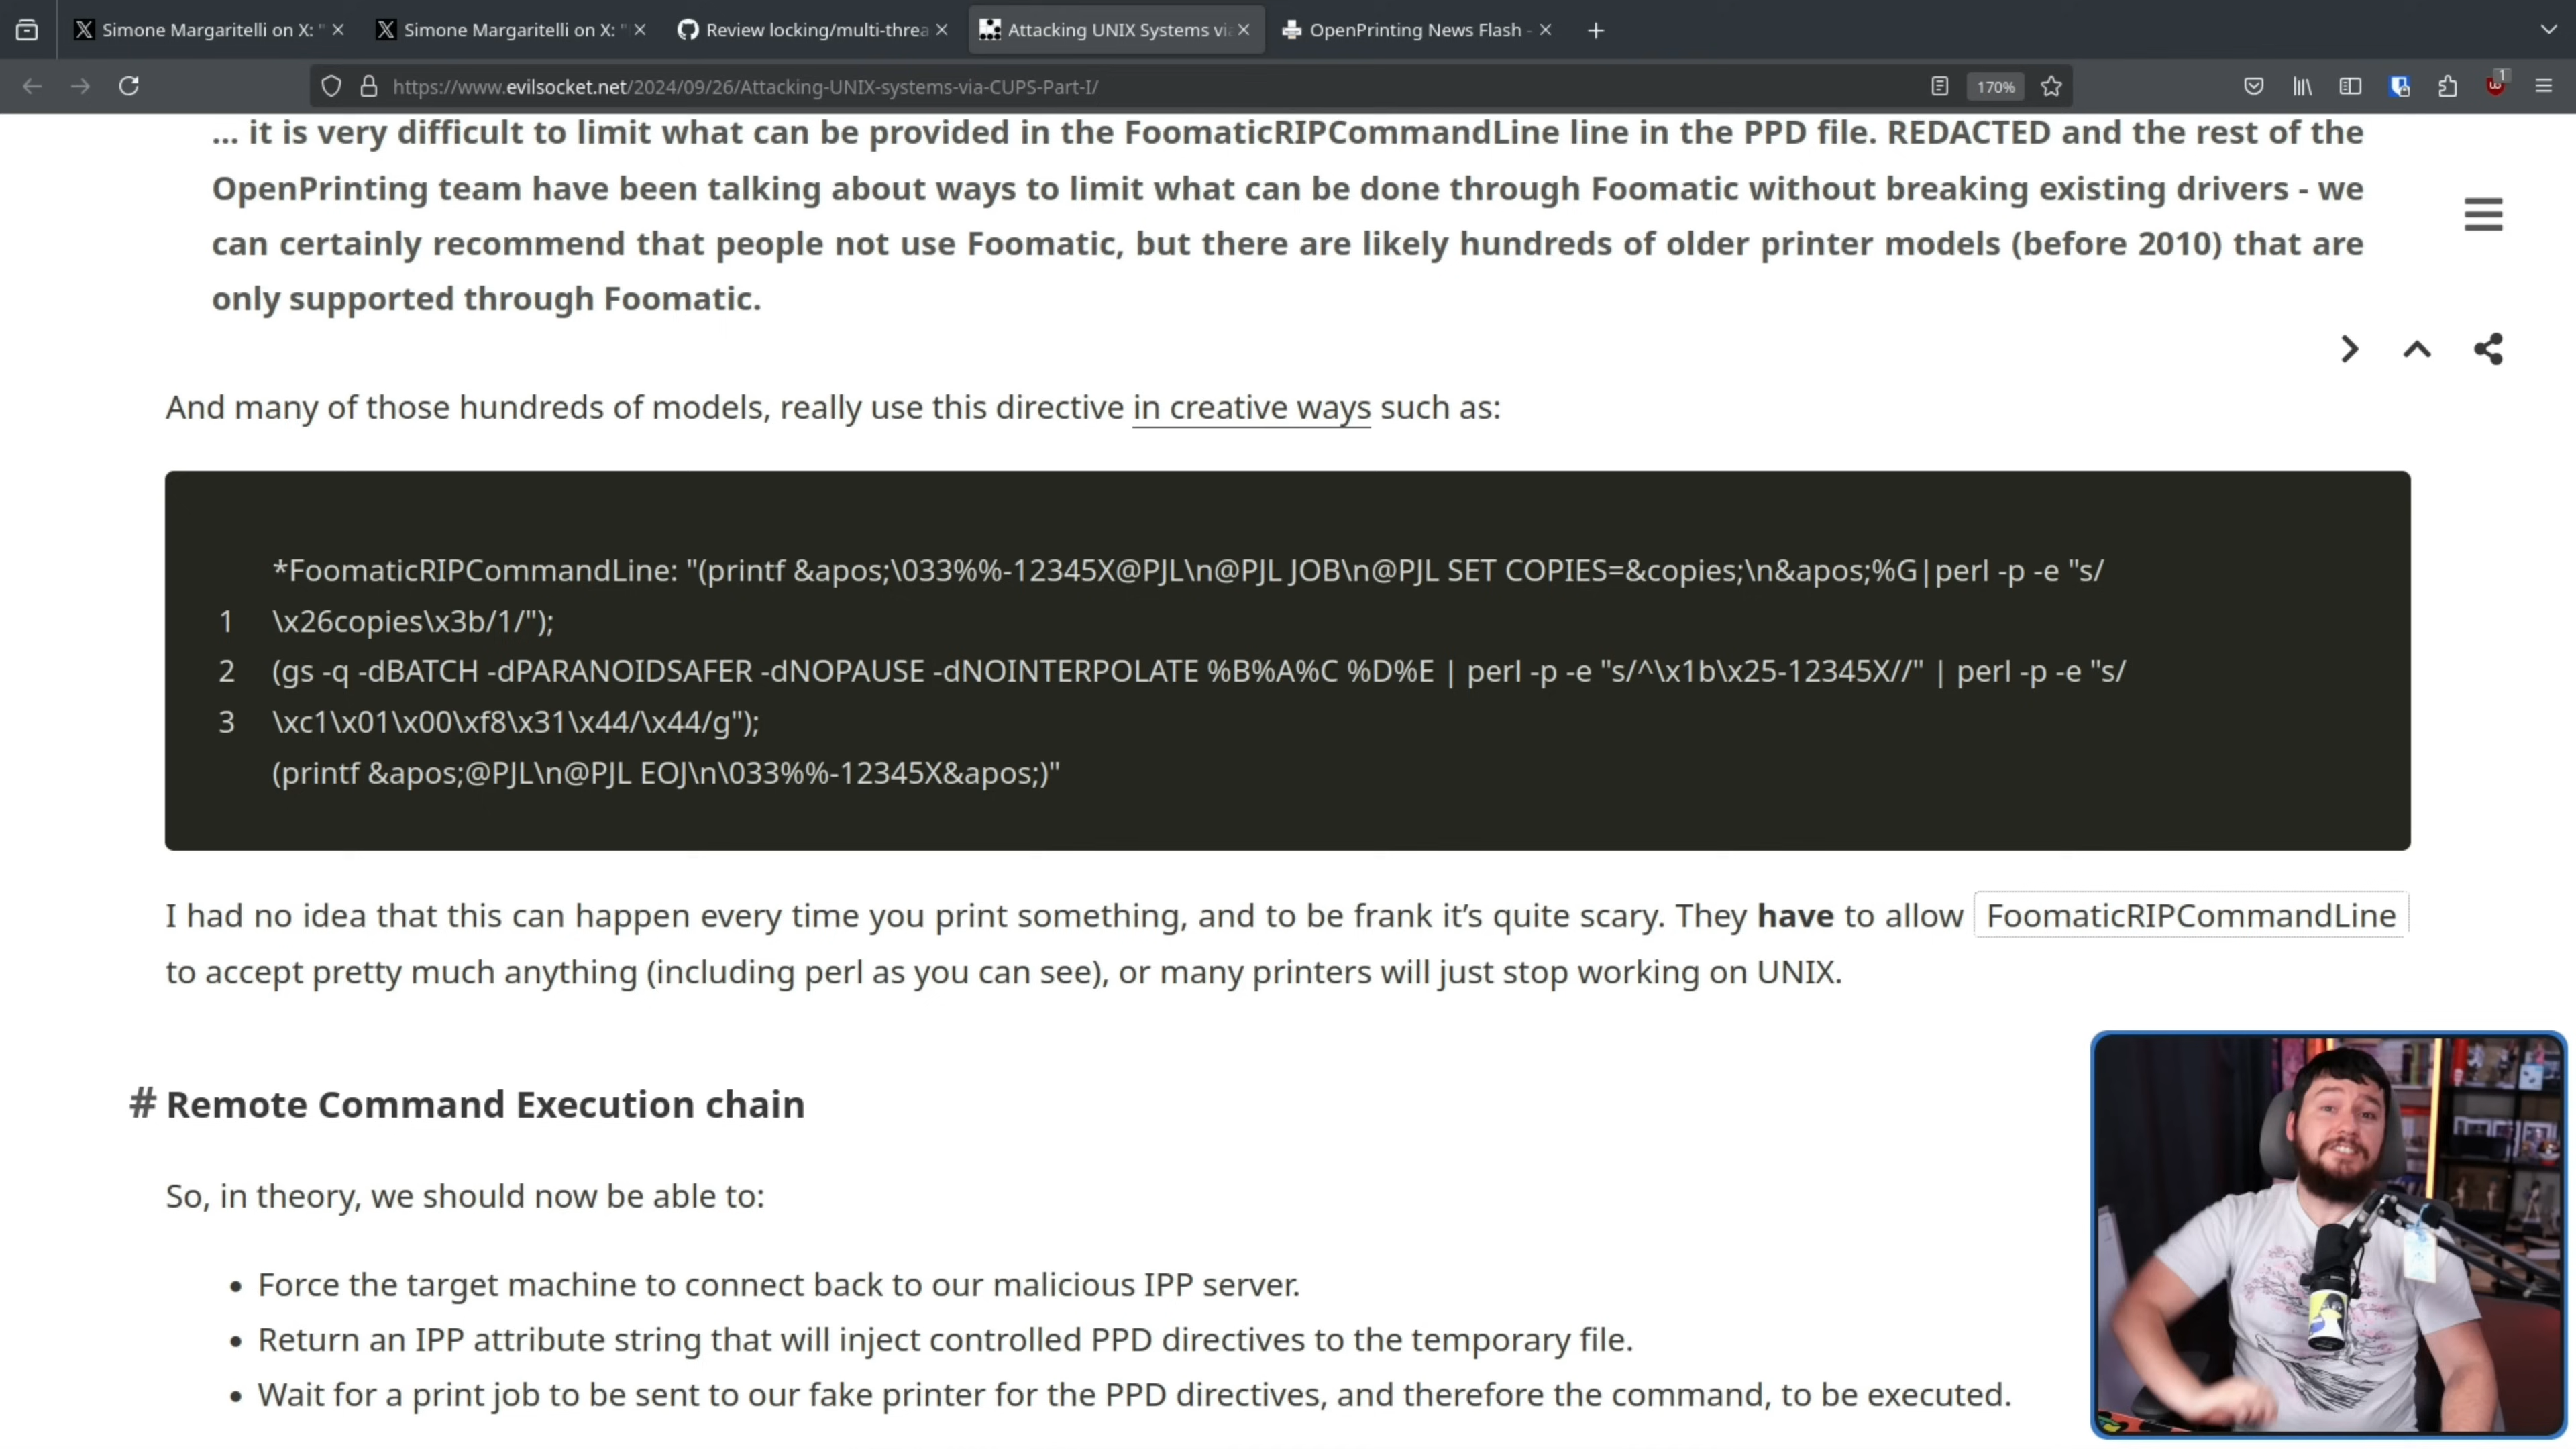 Simone Margaritelli on X: "
Simone Margaritelli on X: "
Review locking/multi-threa
Attacking UNIX Systems via
OpenPrinting News Flash -
https://www.evilsocket.net/2024/09/26/Attacking-UNIX-systems-via-CUPS-Part-I/
170%
1
... it is very difficult to limit what can be provided in the FoomaticRIPCommandLine line in the PPD file. REDACTED and the rest of the
OpenPrinting team have been talking about ways to limit what can be done through Foomatic without breaking existing drivers - we
can certainly recommend that people not use Foomatic, but there are likely hundreds of older printer models (before 2010) that are
only supported through Foomatic.
And many of those hundreds of models, really use this directive in creative ways such as:
*FoomaticRIPCommandLine: "(printf &apos;\033%%-12345X@PJL\n@PJL JOB\n@PJL SET COPIES=&copies;\n&apos;%G|perl -p -e "s/
1 \x26copies\x3b/1/");
2 (gs -q -dBATCH -dPARANOIDSAFER -dNOPAUSE -dNOINTERPOLATE %B%A%C %D%E | perl -p -e "s/^\x1b\x25-12345X//" | perl -p -e "s/
3 \xc1\x01\x00\xf8\x31\x44/\x44/g");
(printf &apos;@PJL\n@PJL EOJ\n\033%%-12345X&apos;)"
I had no idea that this can happen every time you print something, and to be frank it’s quite scary. They have to allow FoomaticRIPCommandLine
to accept pretty much anything (including perl as you can see), or many printers will just stop working on UNIX.
# Remote Command Execution chain
So, in theory, we should now be able to:
• Force the target machine to connect back to our malicious IPP server.
• Return an IPP attribute string that will inject controlled PPD directives to the temporary file.
• Wait for a print job to be sent to our fake printer for the PPD directives, and therefore the command, to be executed.